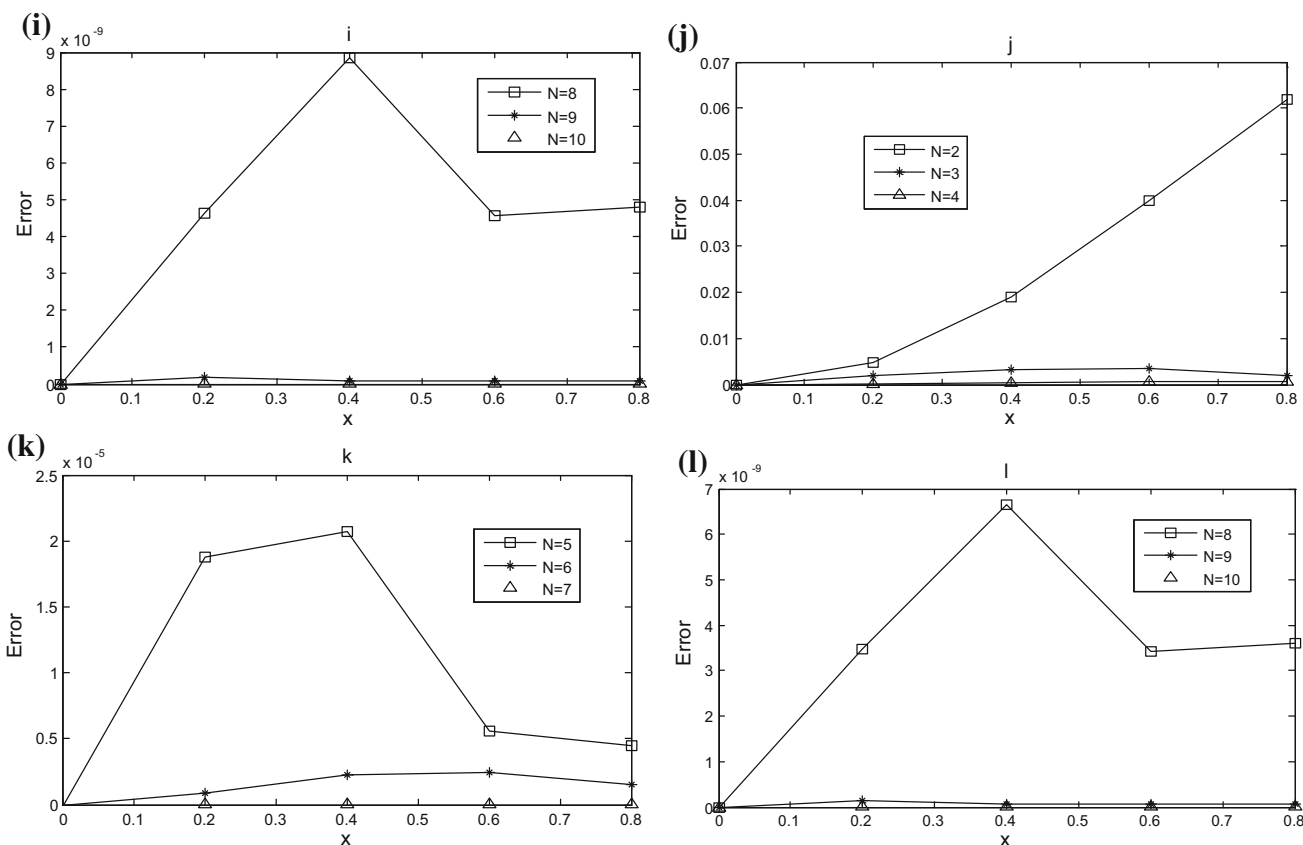 (i)
i
x 10 -9
9
8
7
6
5
4
3
2
1
0
Error
N=8
N=9
N=10
0 0.1 0.2 0.3 0.4 0.5 0.6 0.7 0.8
x
(j)
j
0.07
0.06
0.05
0.04
0.03
0.02
0.01
0
Error
N=2
N=3
N=4
0 0.1 0.2 0.3 0.4 0.5 0.6 0.7 0.8
x
(k)
k
x 10 -5
2.5
2
1.5
1
0.5
0
Error
N=5
N=6
N=7
0 0.1 0.2 0.3 0.4 0.5 0.6 0.7 0.8
x
(l)
l
x 10 -9
7
6
5
4
3
2
1
0
Error
N=8
N=9
N=10
0 0.1 0.2 0.3 0.4 0.5 0.6 0.7 0.8
x